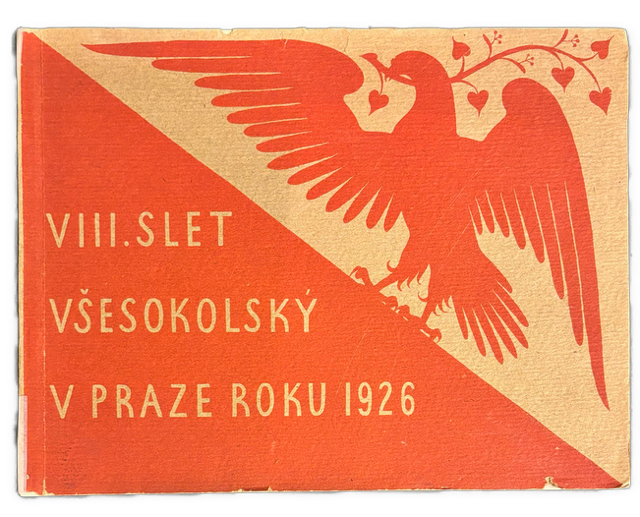 VIII. SLET
VŠESOKOLSKÝ
V PRAZE ROKU 1926